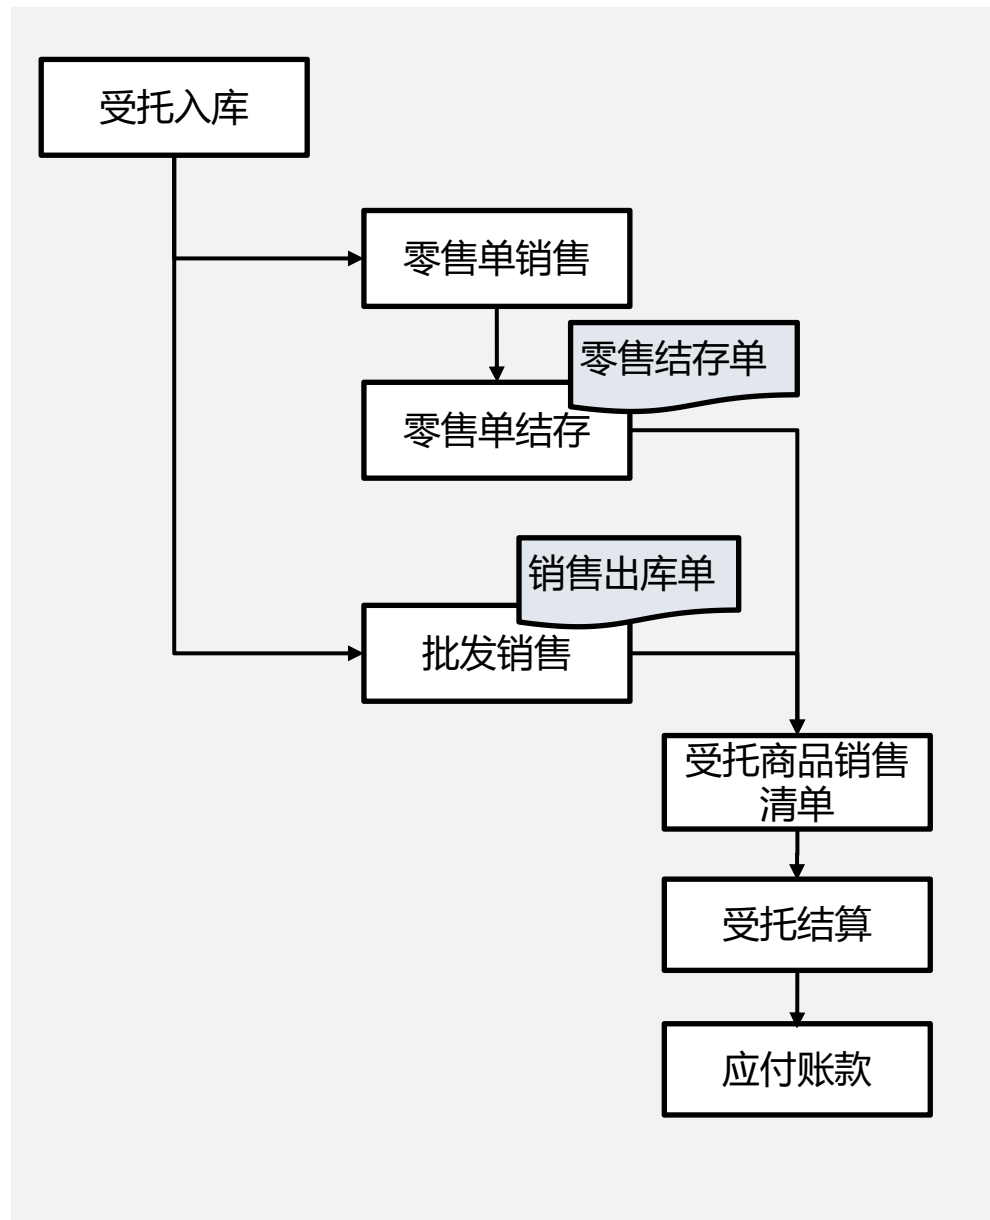 受托入库
零售单销售
零售结存单
零售单结存
销售出库单
批发销售
受托商品销售
清单
受托结算
应付账款